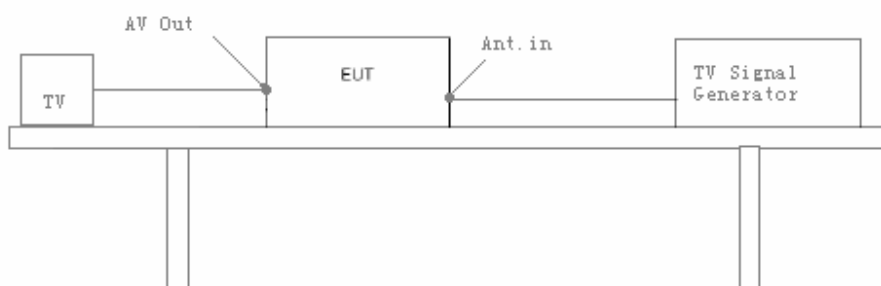 AV Out
Ant.in
EUT
TV Signal
Generator
TV